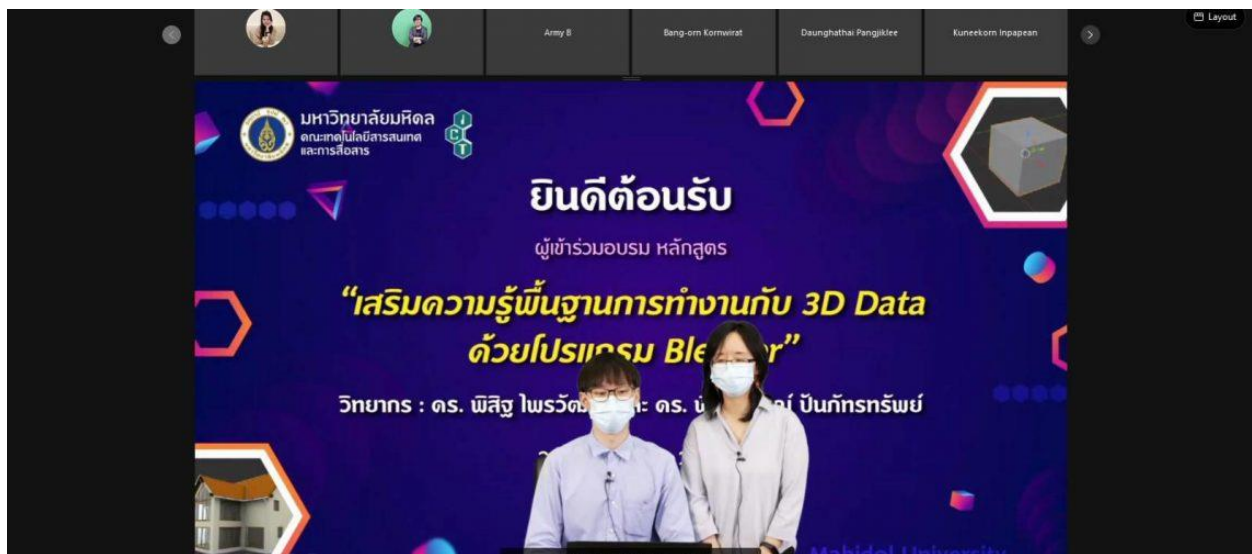 Layout
Army B
Bang-orn Kornwirat
Daunghathai Pangjiklee
Kuneekorn Inpapean
มหาวิทยาลัยมหิดล
คณะเทคโนโลยีสารสนเทศ
และการสื่อสาร
ICT
ยินดีต้อนรับ
ผู้เข้าร่วมอบรม หลักสูตร
“เสริมความรู้พื้นฐานการทำงานกับ 3D Data
ด้วยโปรแกรม Blender”
วิทยากร : ดร. พิสิฐ ดร. ปันภัทรทรัพย์
Mahidol University